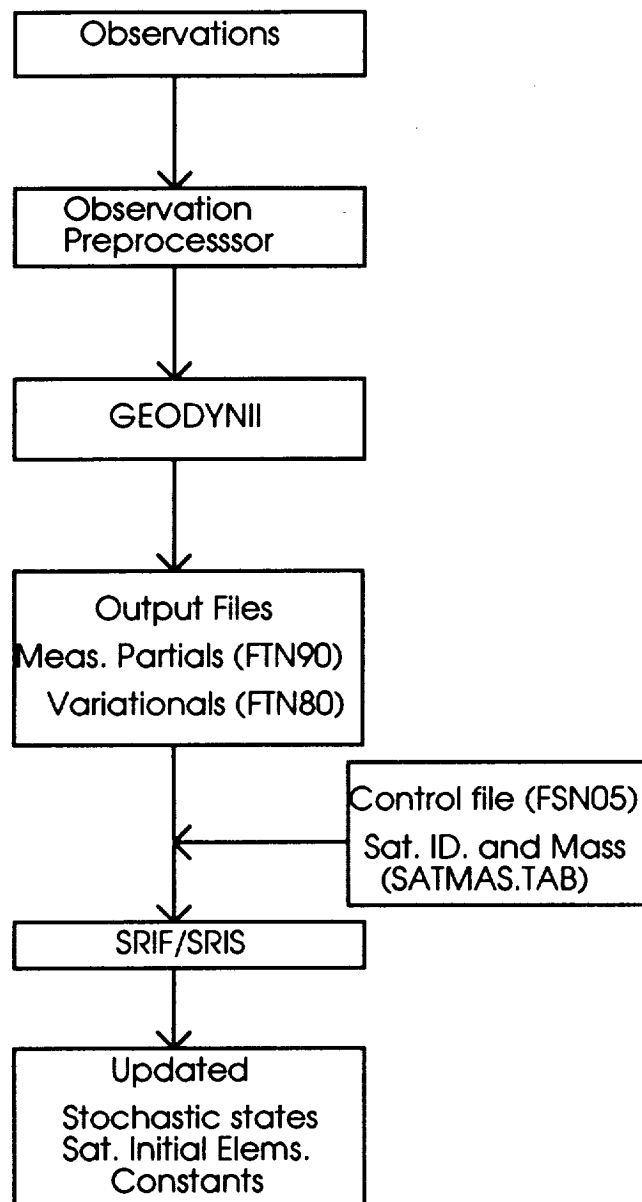 Observations
Observation
Preprocesssor
GEODYNII
Output Files
Meas. Partials (FTN90)
Variationals (FTN80)
Control file (FSN05)
Sat. ID. and Mass
(SATMAS.TAB)
SRIF/SRIS
Updated
Stochastic states
Sat. Initial Elems.
Constants